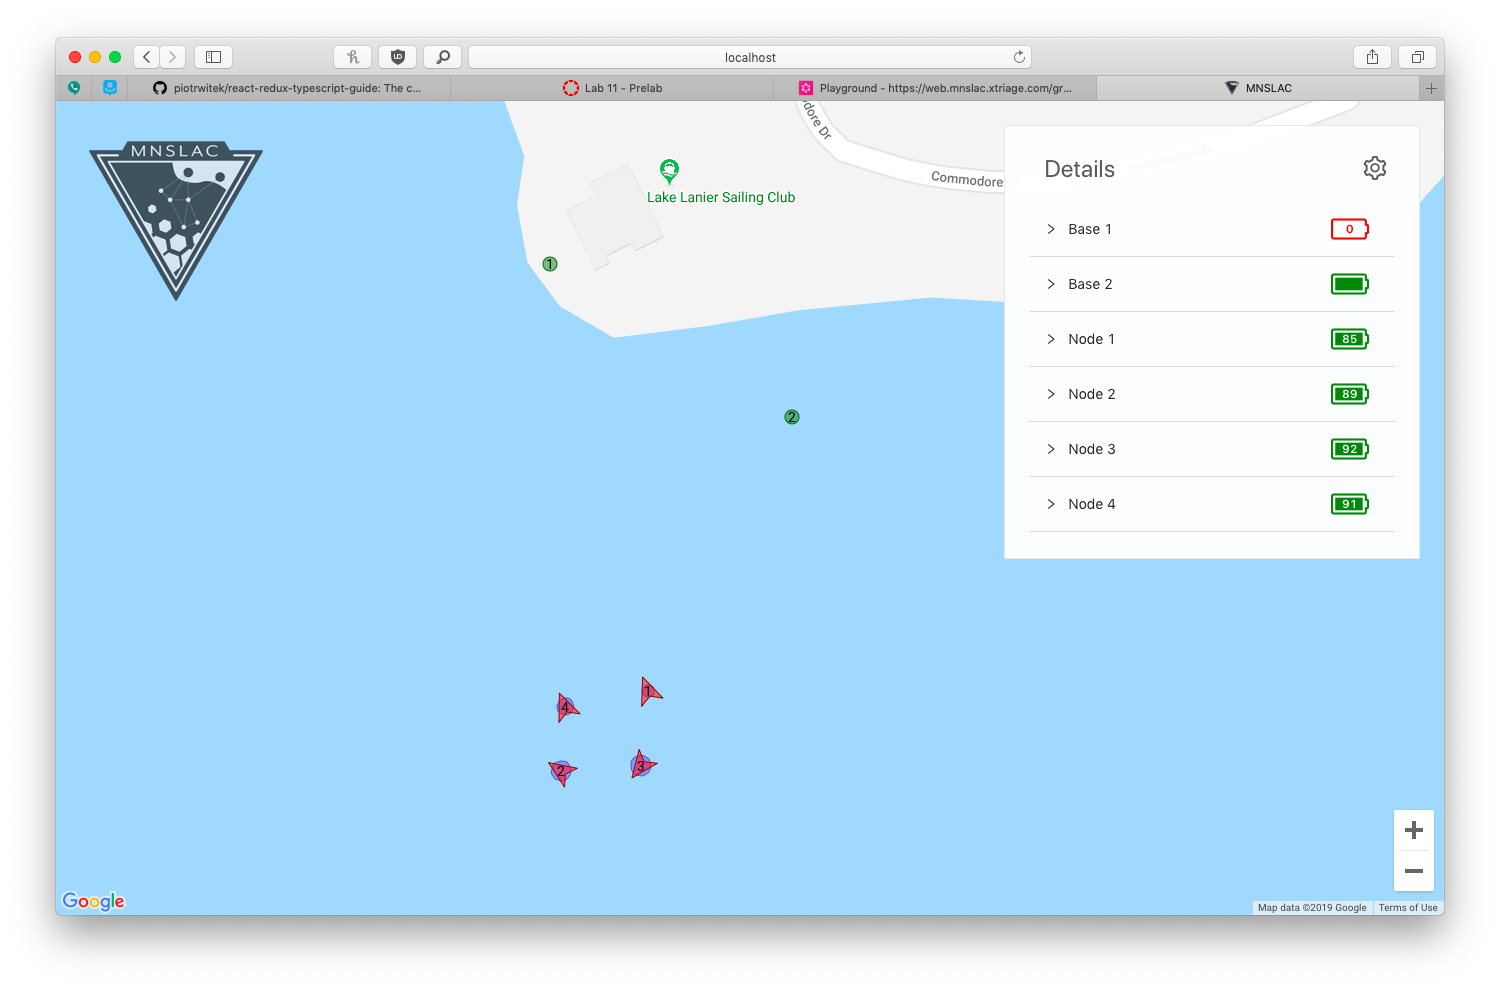 localhost
piotrwitek/react-redux-typescript-guide: The c...
Lab 11 - Prelab
Playground - https://web.mnslac.xtriage.com/gr...
MNSLAC
MNSLAC
Commodore Dr
Lake Lanier Sailing Club
Commodore Dr
Details
Base 1
0
Base 2
Node 1
85
Node 2
89
Node 3
92
Node 4
91
1
2
1
4
3
2
Google
Map data ©2019 Google
Terms of Use